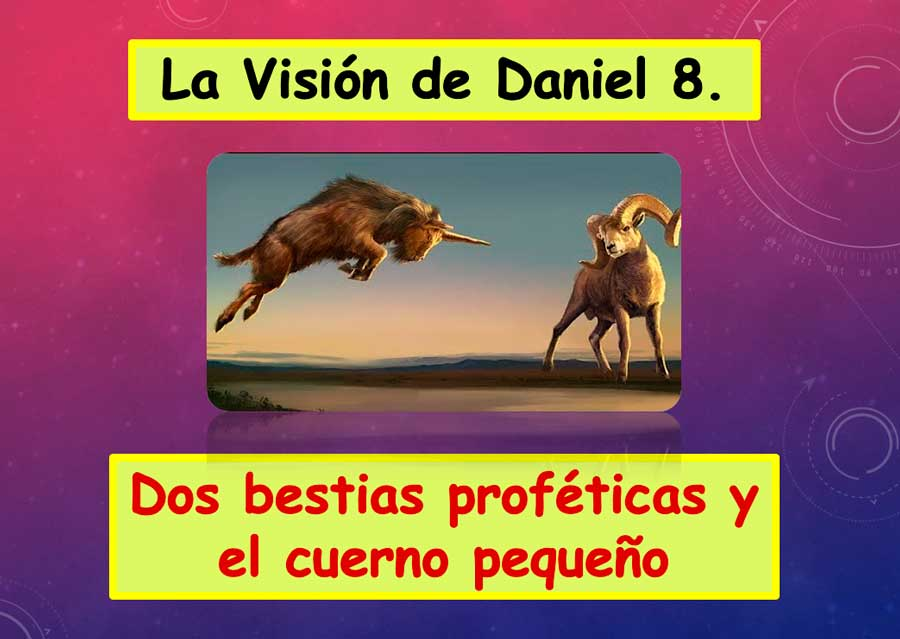 La Visión de Daniel 8.
Dos bestias proféticas y
el cuerno pequeño